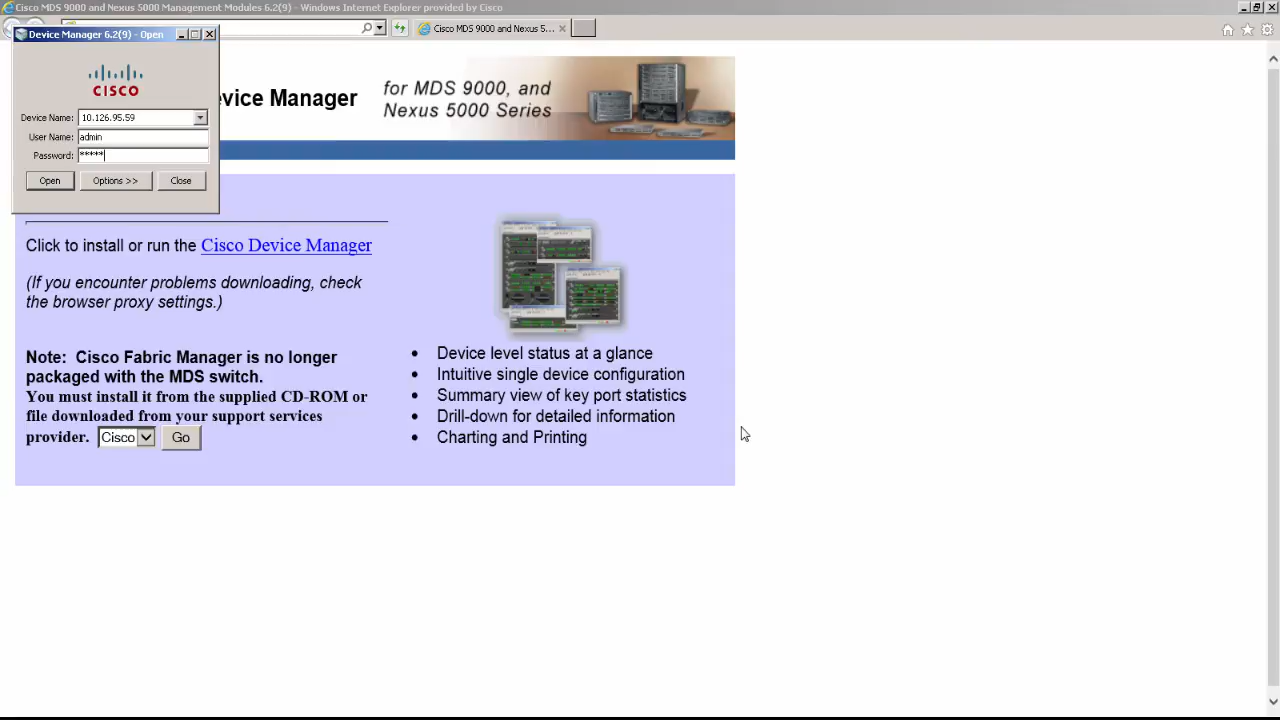 Cisco MDS 9000 and Nexus 5000 Management Modules 6.2(9) - Windows Internet Explorer provided by Cisco
Cisco MDS 9000 and Nexus 5...
Device Manager 6.2(9) - Open
CISCO
Device Name: 10.126.95.59
User Name: admin
Password: *****
Open Options >> Close
vice Manager
for MDS 9000, and
Nexus 5000 Series
Click to install or run the Cisco Device Manager
(If you encounter problems downloading, check
the browser proxy settings.)
Note: Cisco Fabric Manager is no longer
packaged with the MDS switch.
You must install it from the supplied CD-ROM or
file downloaded from your support services
provider. Cisco Go
• Device level status at a glance
• Intuitive single device configuration
• Summary view of key port statistics
• Drill-down for detailed information
• Charting and Printing